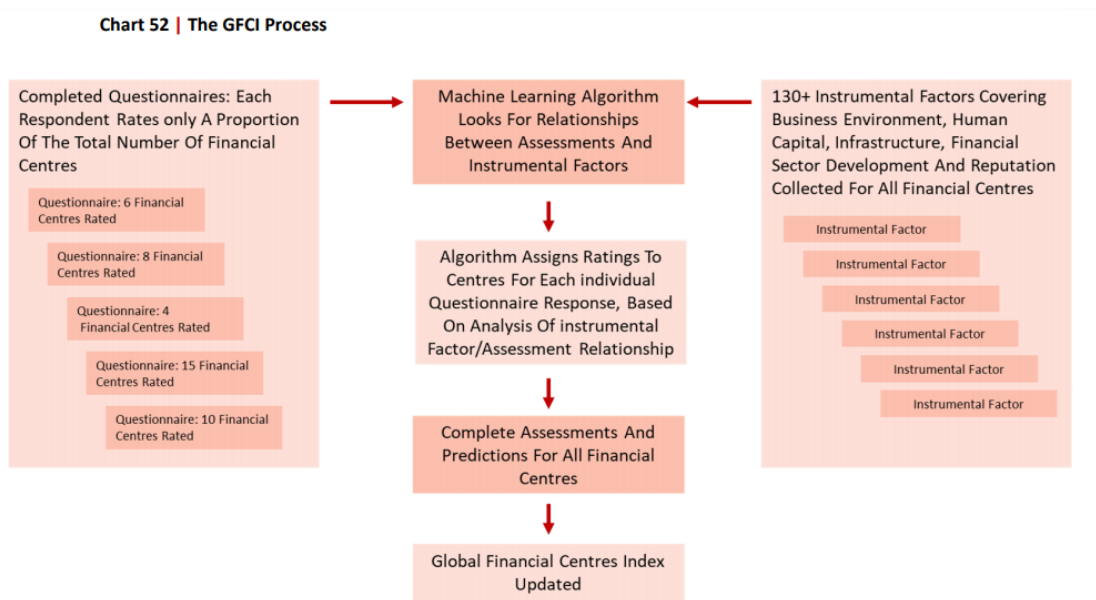 Chart 52 | The GFCI Process
Completed Questionnaires: Each
Respondent Rates only A Proportion
Of The Total Number Of Financial
Centres
Questionnaire: 6 Financial
Centres Rated
Questionnaire: 8 Financial
Centres Rated
Questionnaire: 4
Financial Centres Rated
Questionnaire: 15 Financial
Centres Rated
Questionnaire: 10 Financial
Centres Rated
Machine Learning Algorithm
Looks For Relationships
Between Assessments And
Instrumental Factors
Algorithm Assigns Ratings To
Centres For Each individual
Questionnaire Response, Based
On Analysis Of instrumental
Factor/Assessment Relationship
Complete Assessments And
Predictions For All Financial
Centres
Global Financial Centres Index
Updated
130+ Instrumental Factors Covering
Business Environment, Human
Capital, Infrastructure, Financial
Sector Development And Reputation
Collected For All Financial Centres
Instrumental Factor
Instrumental Factor
Instrumental Factor
Instrumental Factor
Instrumental Factor
Instrumental Factor